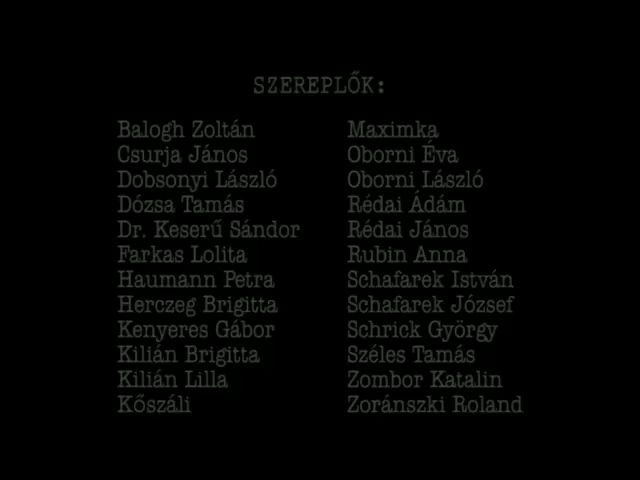 SZEREPLŐK:
Balogh Zoltán
Csurja János
Dobsonyi László
Dózsa Tamás
Dr. Keserű Sándor
Farkas Lolita
Haumann Petra
Herczeg Brigitta
Kenyeres Gábor
Kilián Brigitta
Kilián Lilla
Kőszáli
Maximka
Oborni Éva
Oborni László
Rédai Ádám
Rédai János
Rubin Anna
Schafarek István
Schafarek József
Schrick György
Széles Tamás
Zombor Katalin
Zoránszki Roland